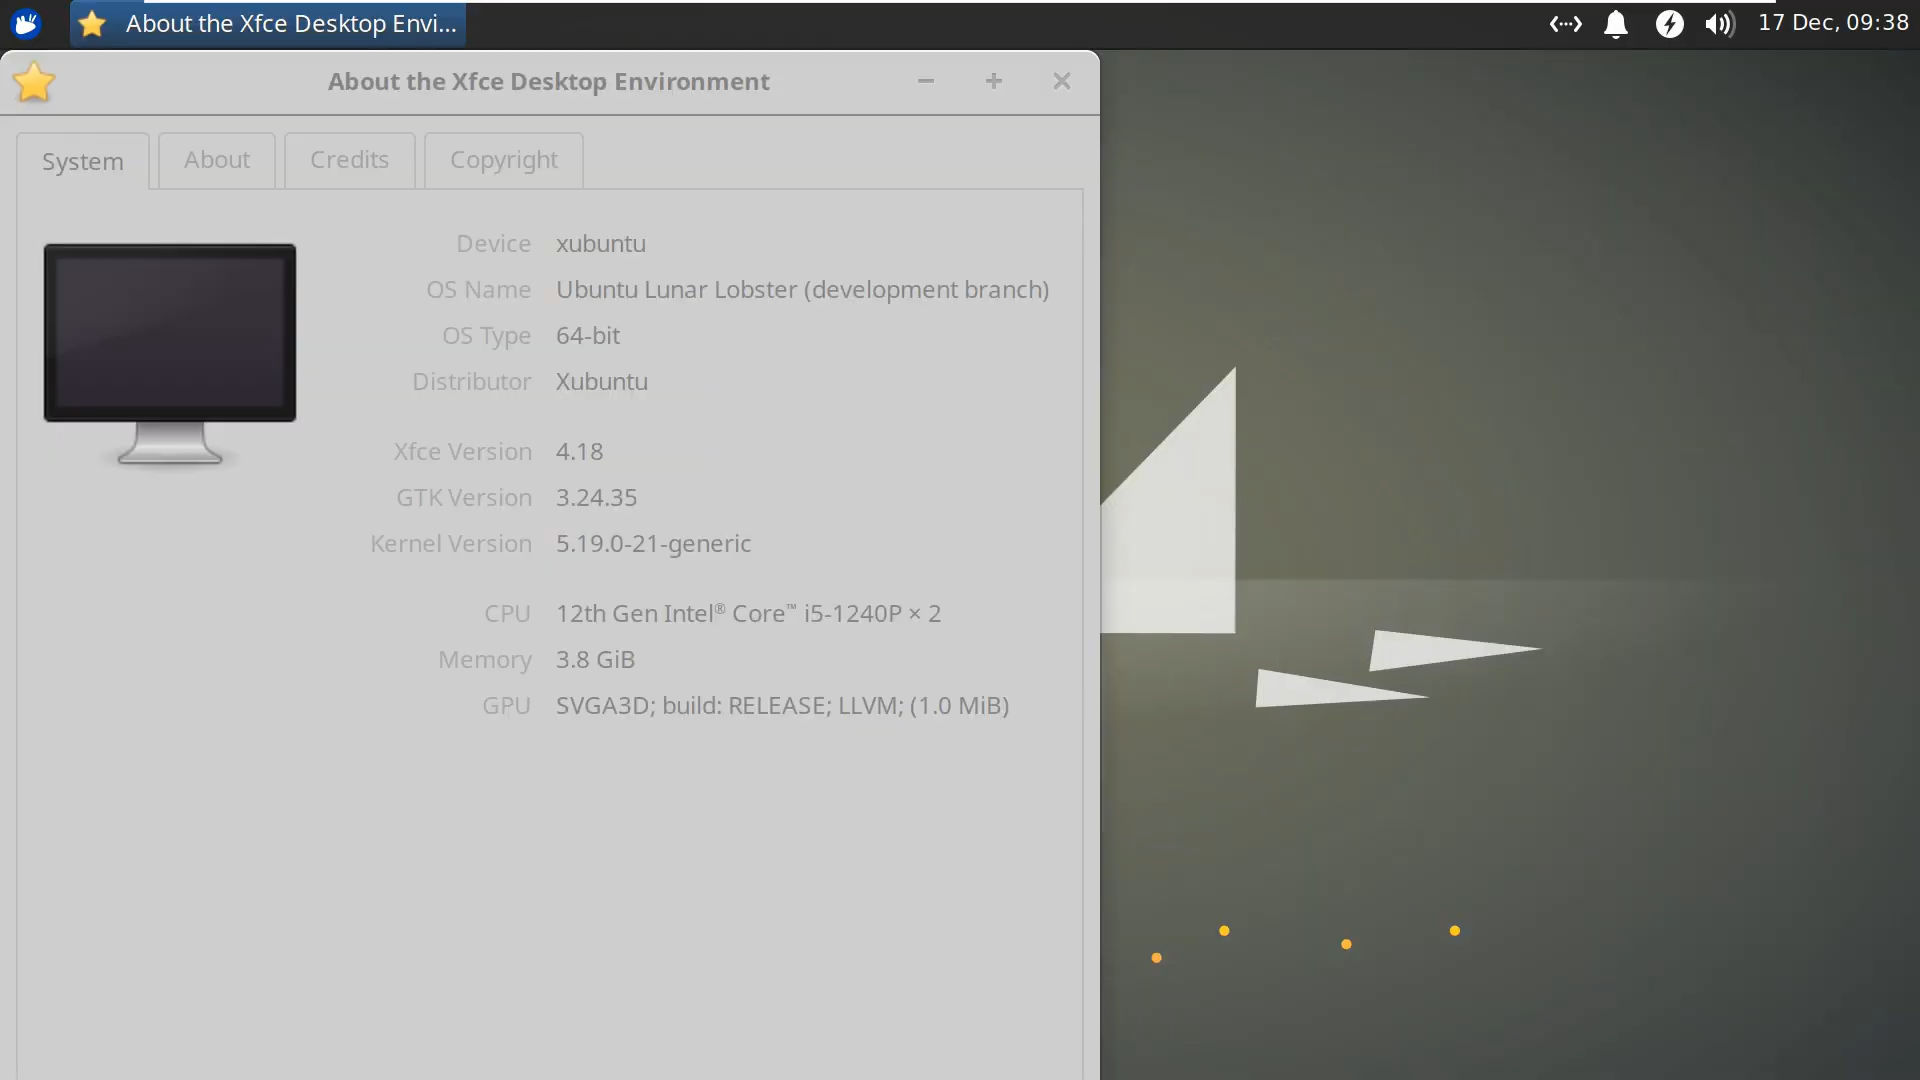 About the Xfce Desktop Envi...
17 Dec, 09:38
About the Xfce Desktop Environment
System About Credits Copyright
Device xubuntu
OS Name Ubuntu Lunar Lobster (development branch)
OS Type 64-bit
Distributor Xubuntu
Xfce Version 4.18
GTK Version 3.24.35
Kernel Version 5.19.0-21-generic
CPU 12th Gen Intel® Core™ i5-1240P × 2
Memory 3.8 GiB
GPU SVGA3D; build: RELEASE; LLVM; (1.0 MiB)